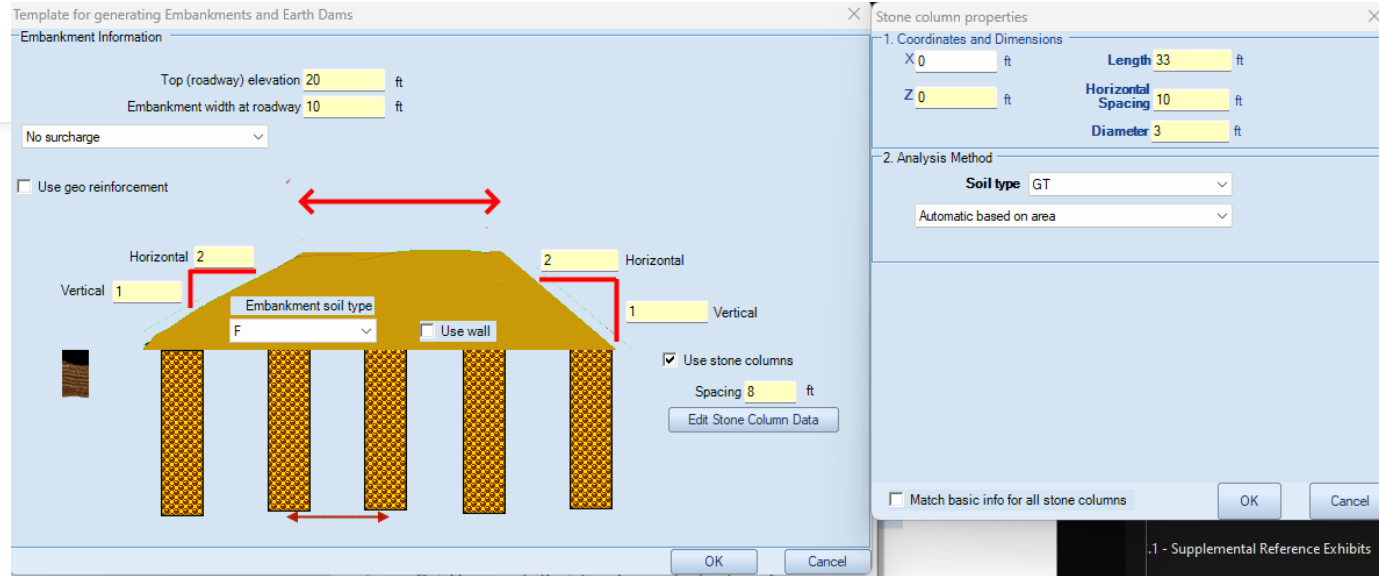 Template for generating Embankments and Earth Dams
Embankment Information
Top (roadway) elevation 20 ft
Embankment width at roadway 10 ft
No surcharge
Use geo reinforcement
Horizontal 2
2 Horizontal
Vertical 1
Embankment soil type
1 Vertical
F
Use wall
Use stone columns
Spacing 8 ft
Edit Stone Column Data
OK Cancel
Stone column properties
1. Coordinates and Dimensions
X 0 ft Length 33 ft
Z 0 ft Horizontal
Spacing 10 ft
Diameter 3 ft
2. Analysis Method
Soil type GT
Automatic based on area
Match basic info for all stone columns OK Cancel
.1 - Supplemental Reference Exhibits